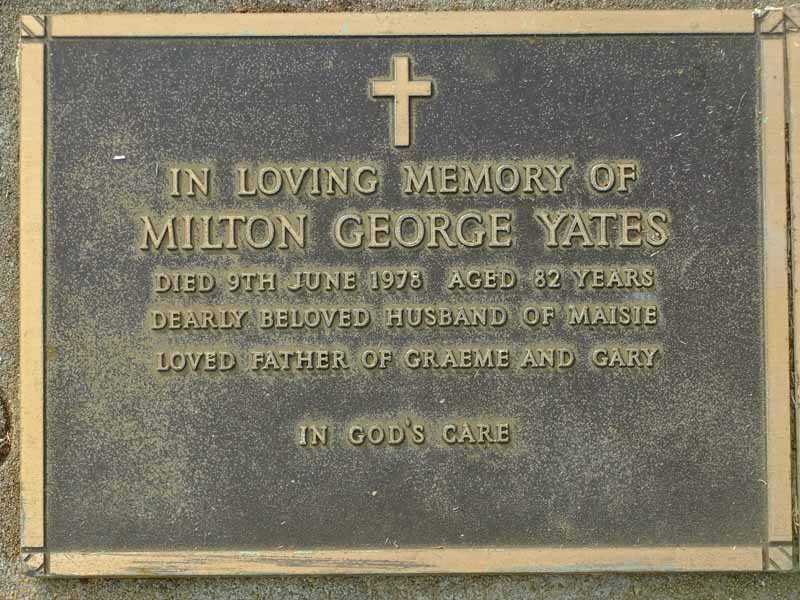 IN LOVING MEMORY OF
MILTON GEORGE YATES
DIED 9TH JUNE 1978 AGED 82 YEARS
DEARLY BELOVED HUSBAND OF MAISIE
LOVED FATHER OF GRAEME AND GARY
IN GOD'S CARE